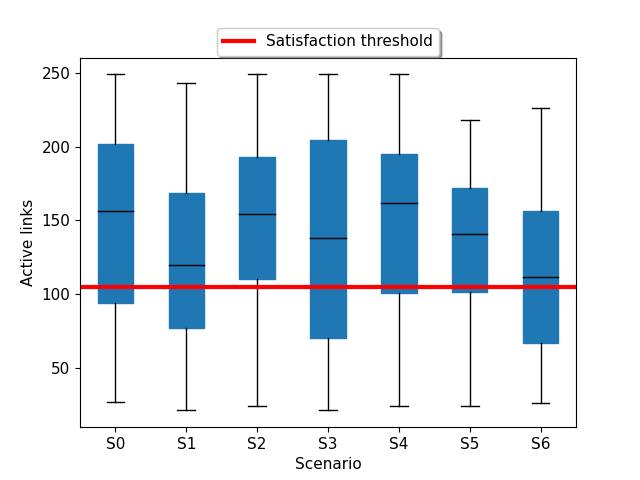 Satisfaction threshold
250
200
150
100
50
Active links
S0 S1 S2 S3 S4 S5 S6
Scenario